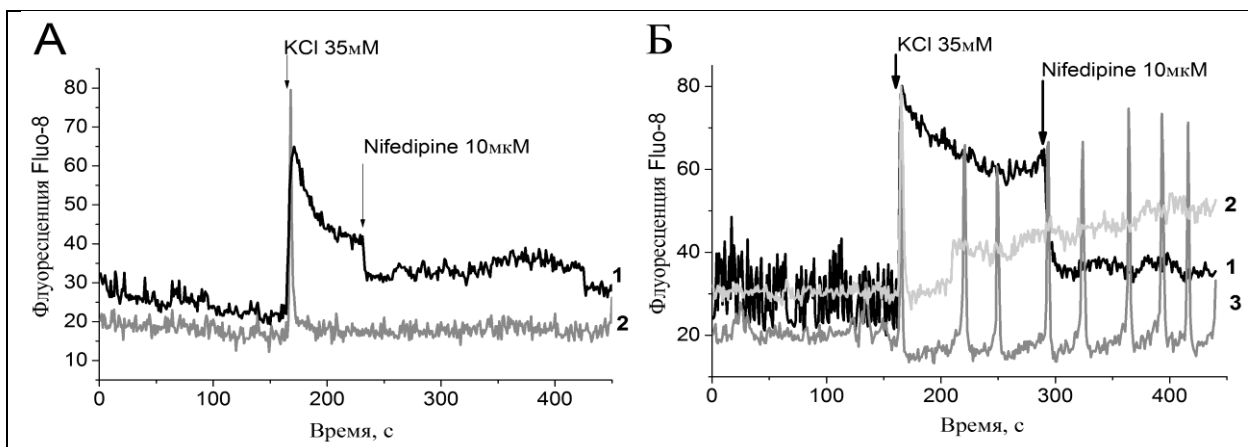 А
KCl 35мМ
Nifedipine 10мкМ
Флуоресценция Fluo-8
80
70
60
50
40
30
20
10
1
2
0
100
200
300
400
Время, с
Б
KCl 35мМ
Nifedipine 10мкМ
Флуоресценция Fluo-8
80
60
40
20
2
1
3
0
100
200
300
400
Время, с